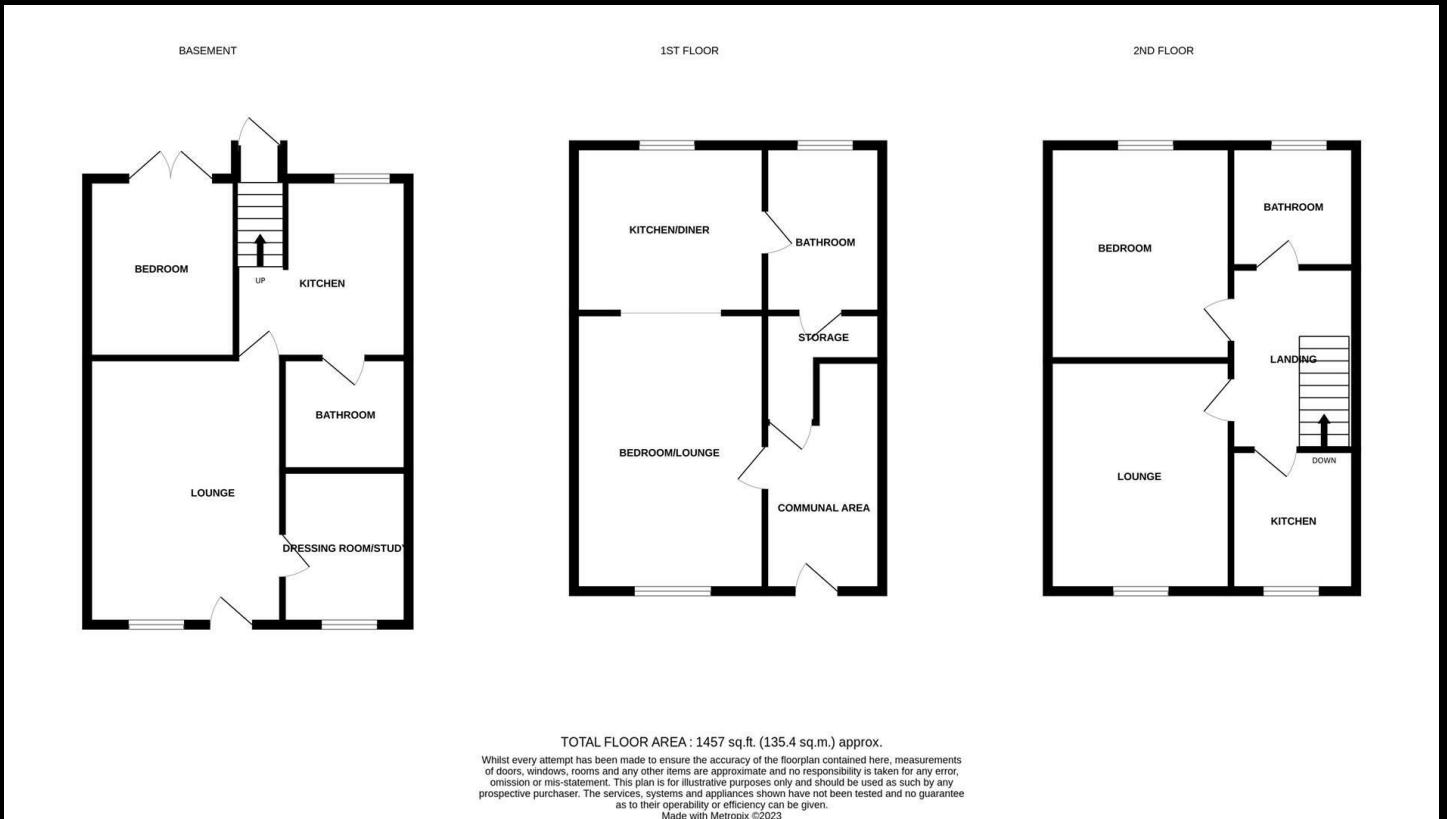 BASEMENT
BEDROOM
UP
KITCHEN
BATHROOM
LOUNGE
DRESSING ROOM/STUDY
1ST FLOOR
KITCHEN/DINER
BATHROOM
STORAGE
BEDROOM/LOUNGE
COMMUNAL AREA
2ND FLOOR
BATHROOM
BEDROOM
LANDING
DOWN
LOUNGE
KITCHEN
TOTAL FLOOR AREA : 1457 sq.ft. (135.4 sq.m.) approx.
Whilst every attempt has been made to ensure the accuracy of the floorplan contained here, measurements
of doors, windows, rooms and any other items are approximate and no responsibility is taken for any error,
omission or mis-statement. This plan is for illustrative purposes only and should be used as such by any
prospective purchaser. The services, systems and appliances shown have not been tested and no guarantee
as to their operability or efficiency can be given.
Made with Metropix ©2023